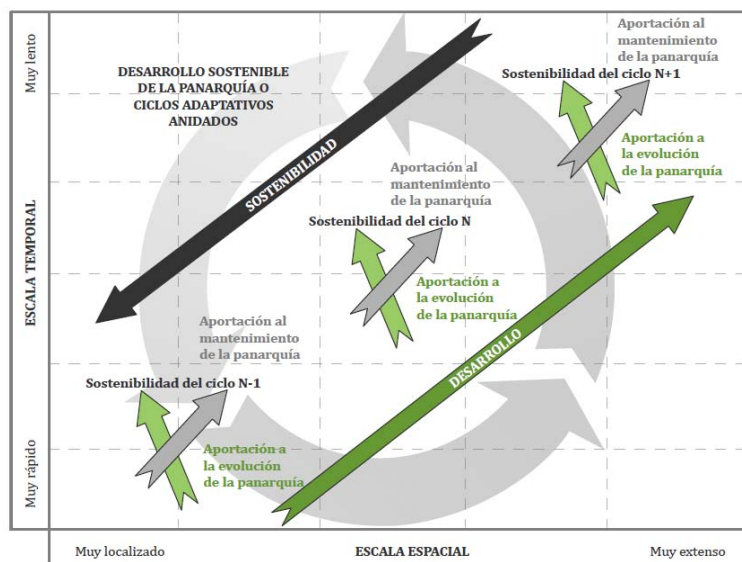 Muy lento
ESCALA TEMPORAL
Muy rápido
DESARROLLO SOSTENIBLE
DE LA PANARQUÍA O
CICLOS ADAPTATIVOS
ANIDADOS
SOSTENIBILIDAD
Aportación al
mantenimiento
de la panarquía
Sostenibilidad del ciclo N+1
Aportación a
la evolución
de la panarquía
Aportación al
mantenimiento
de la panarquía
Sostenibilidad del ciclo N
Aportación a
la evolución
de la panarquía
DESARROLLO
Aportación al
mantenimiento
de la panarquía
Sostenibilidad del ciclo N-1
Aportación a
la evolución
de la panarquía
Muy localizado
ESCALA ESPACIAL
Muy extenso